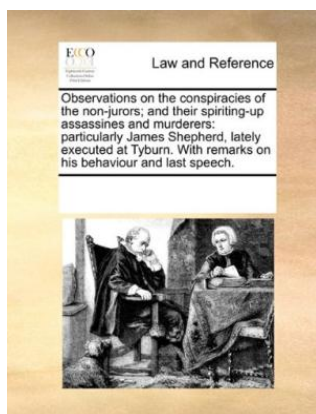 ECCO
Law and Reference
Observations on the conspiracies of
the non-jurors; and their spiriting-up
assassines and murderers:
particularly James Shepherd, lately
executed at Tyburn. With remarks on
his behaviour and last speech.